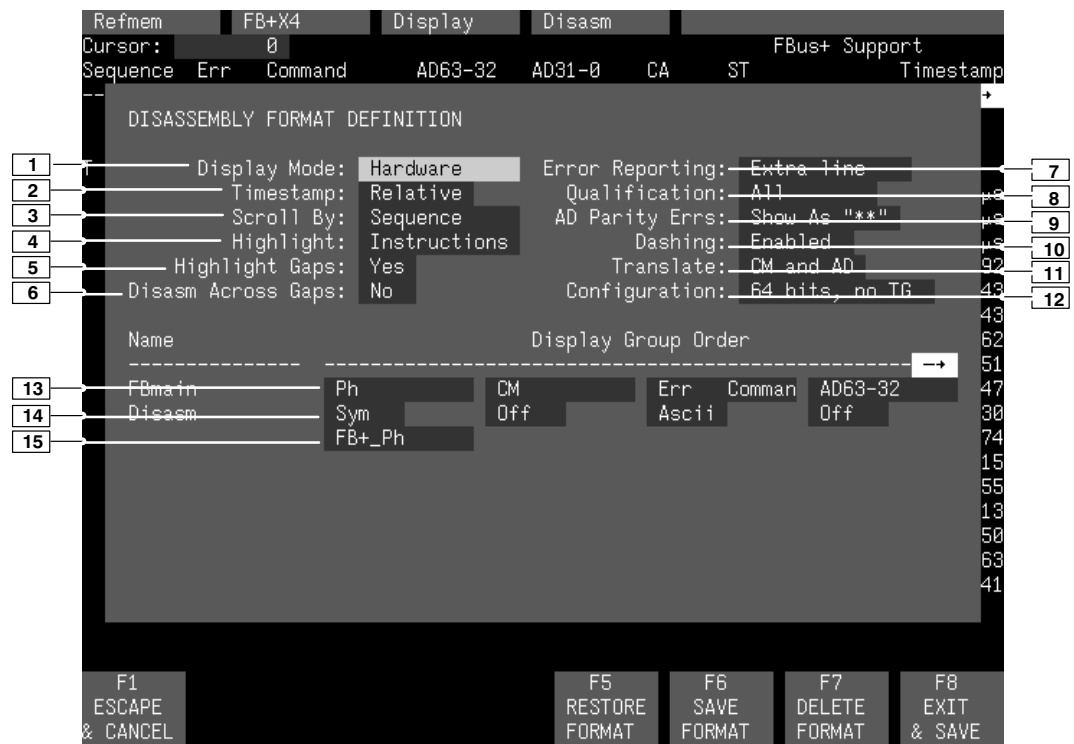 Refmem FB+X4 Display Disasm
Cursor: 0 FBus+ Support
Sequence Err Command AD63-32 AD31-0 CA ST Timestamp
DISASSEMBLY FORMAT DEFINITION
1 T Display Mode: Hardware Error Reporting: Extra line 7
2 Timestamp: Relative Qualification: All µs 8
3 Scroll By: Sequence AD Parity Errs: Show As "**" µs 9
4 Highlight: Instructions Dashing: Enabled µs 10
5 Highlight Gaps: Yes Translate: CM and AD 92 11
6 Disasm Across Gaps: No Configuration: 64 bits, no TG 43 12
43
Name Display Group Order 62
51
13 FBmain Ph CM Err Comman AD63-32 47
14 Disasm Sym Off Ascii Off 30
15 FB+_Ph 74
15
55
13
50
63
41
F1 F5 F6 F7 F8
ESCAPE RESTORE SAVE DELETE EXIT
& CANCEL FORMAT FORMAT FORMAT & SAVE